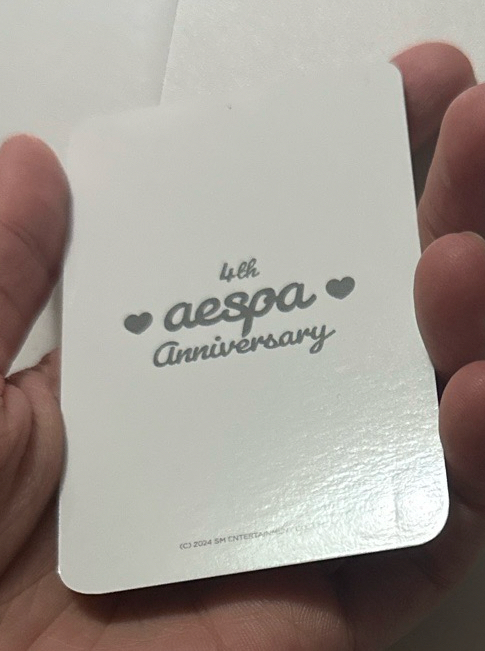 4th
aespa
Anniversary
(C) 2024 SM ENTERTAINMENT